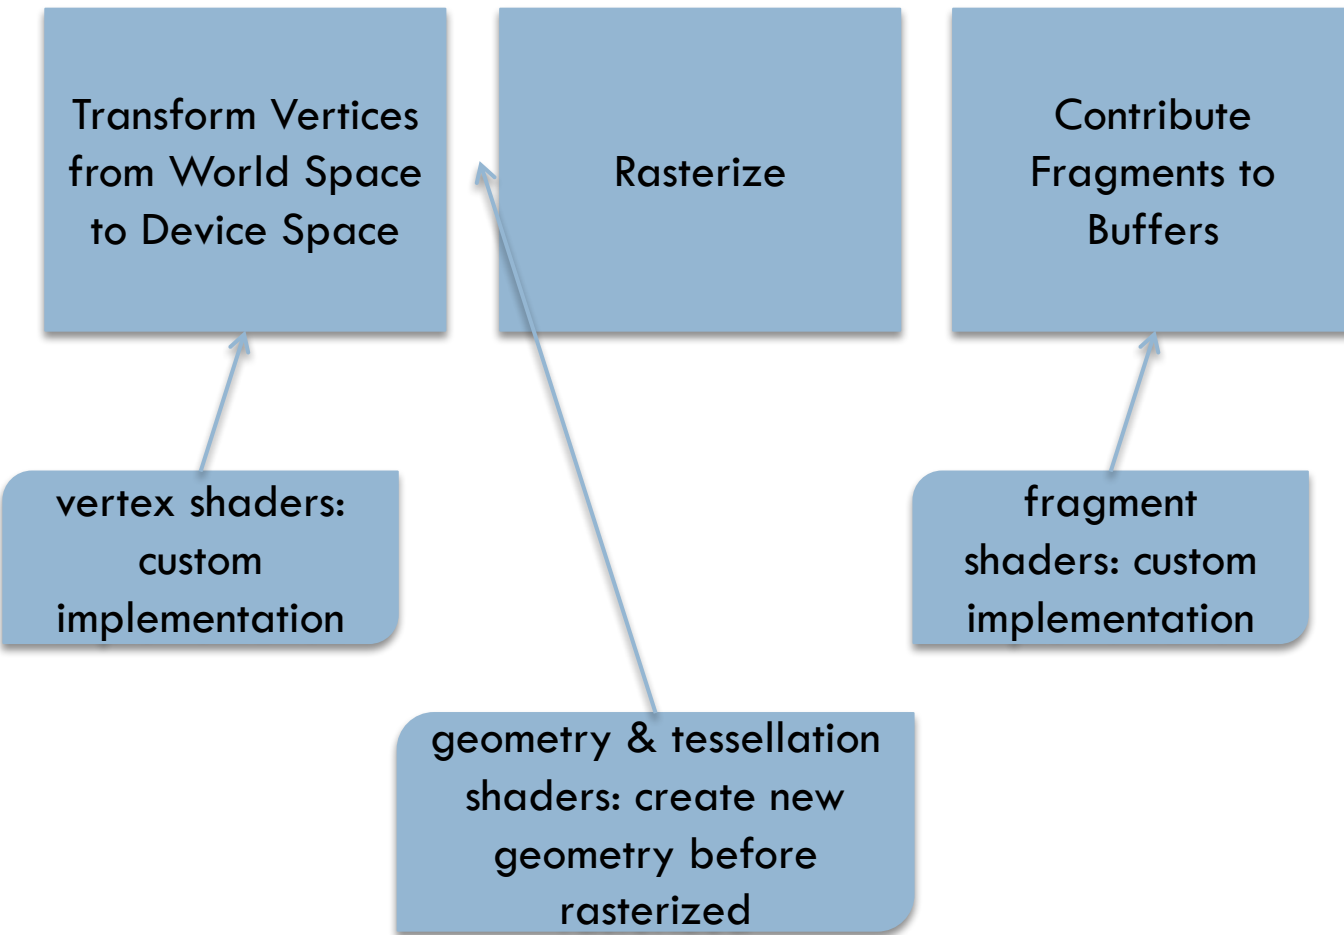 Transform Vertices
from World Space
to Device Space
Rasterize
Contribute
Fragments to
Buffers
vertex shaders:
custom
implementation
fragment
shaders: custom
implementation
geometry & tessellation
shaders: create new
geometry before
rasterized